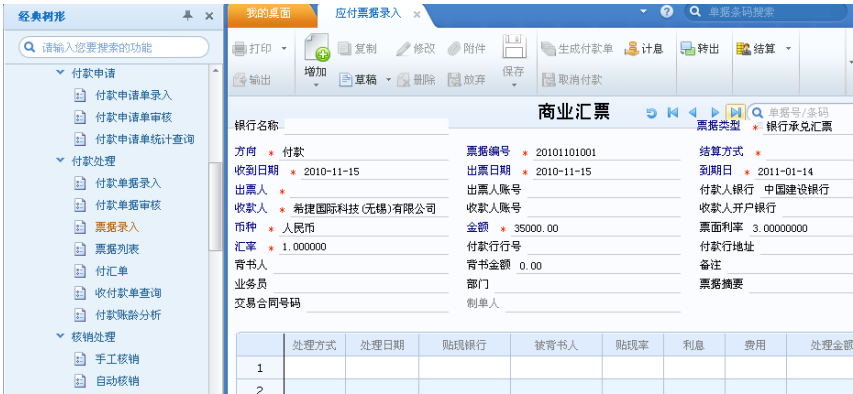 经典树形
我的桌面 应付票据录入
单据条码搜索
请输入您要搜索的功能
付款申请
付款申请单录入
付款申请单审核
付款申请单统计查询
付款处理
付款单据录入
付款单据审核
票据录入
票据列表
付汇单
收付款单查询
付款账龄分析
核销处理
手工核销
自动核销
打印 增加 复制 修改 附件 保存 生成付款单 计息 转出 结算
输出 草稿 删除 放弃 取消付款
商业汇票 单据号/条码
银行名称 票据类型 * 银行承兑汇票
方向 * 付款 票据编号 * 20101101001 结算方式 *
收到日期 * 2010-11-15 出票日期 * 2010-11-15 到期日 * 2011-01-14
出票人 * 出票人账号 付款人银行 中国建设银行
收款人 * 希捷国际科技(无锡)有限公司 收款人账号 收款人开户银行
币种 * 人民币 金额 * 35000.00 票面利率 3.00000000
汇率 * 1.000000 付款行行号 付款行地址
背书人 背书金额 0.00 备注
业务员 部门 票据摘要
交易合同号码 制单人
处理方式 处理日期 贴现银行 被背书人 贴现率 利息 费用 处理金额
1
2